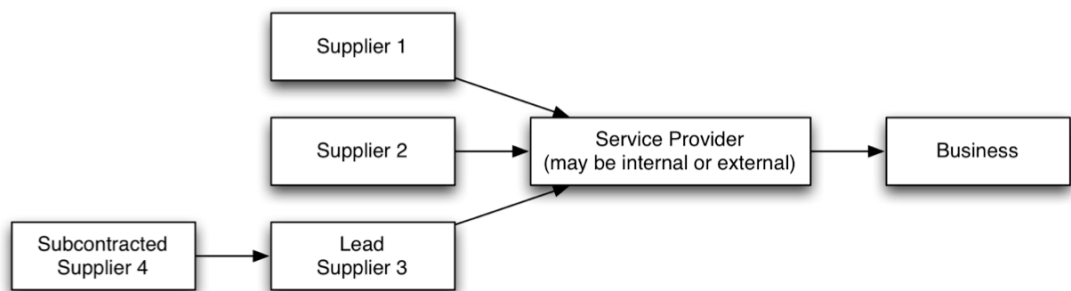 Supplier 1
Supplier 2
Service Provider
(may be internal or external)
Business
Subcontracted
Supplier 4
Lead
Supplier 3